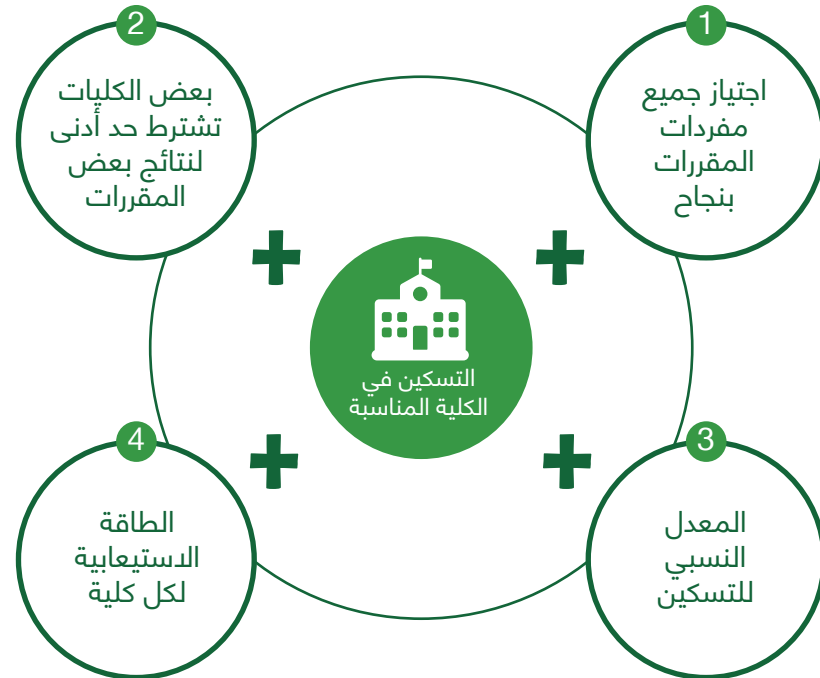 1
اجتياز جميع
مفردات
المقررات
بنجاح
2
بعض الكليات
تشترط حد أدنى
لنتائج بعض
المقررات
التسكين في
الكلية المناسبة
3
المعدل
النسبي
للتسكين
4
الطاقة
الاستيعابية
لكل كلية